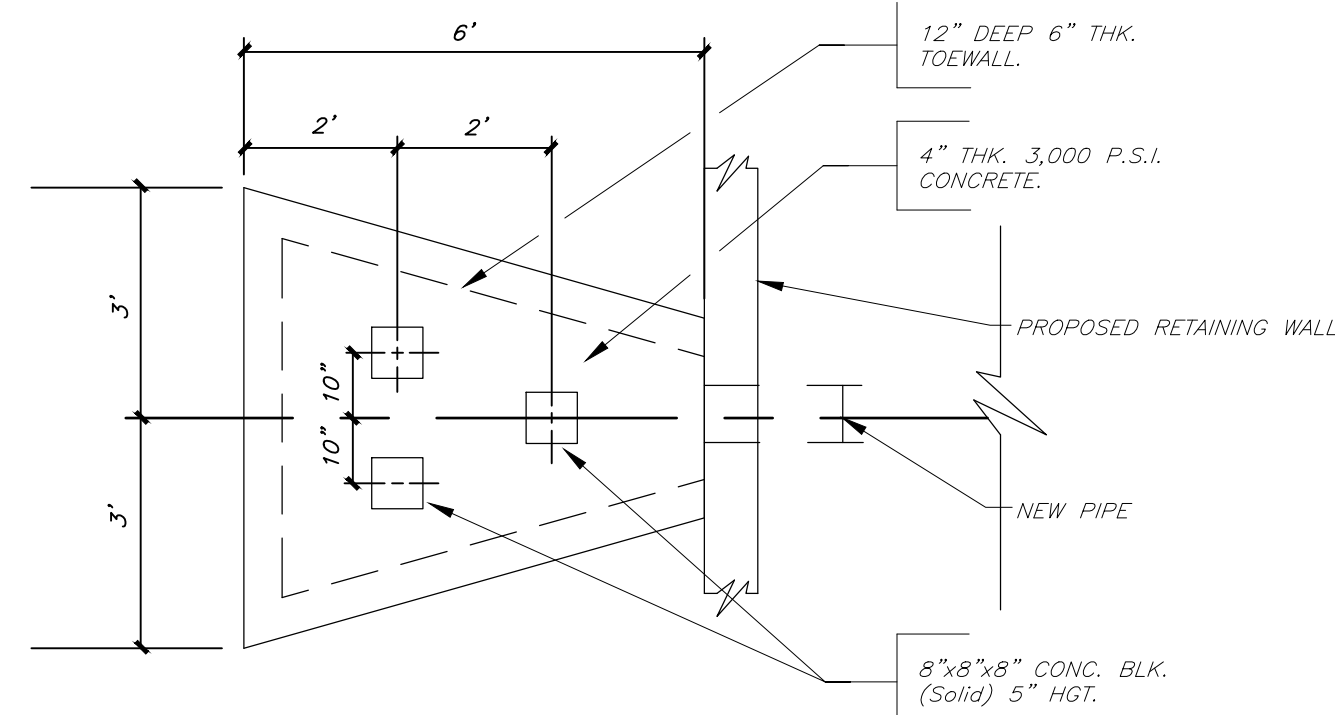 6’
12” DEEP 6” THK.
TOEWALL.
2’
2’
4” THK. 3,000 P.S.I.
CONCRETE.
3’
PROPOSED RETAINING WALL
10”
10”
3’
NEW PIPE
8”x8”x8” CONC. BLK.
(Solid) 5” HGT.